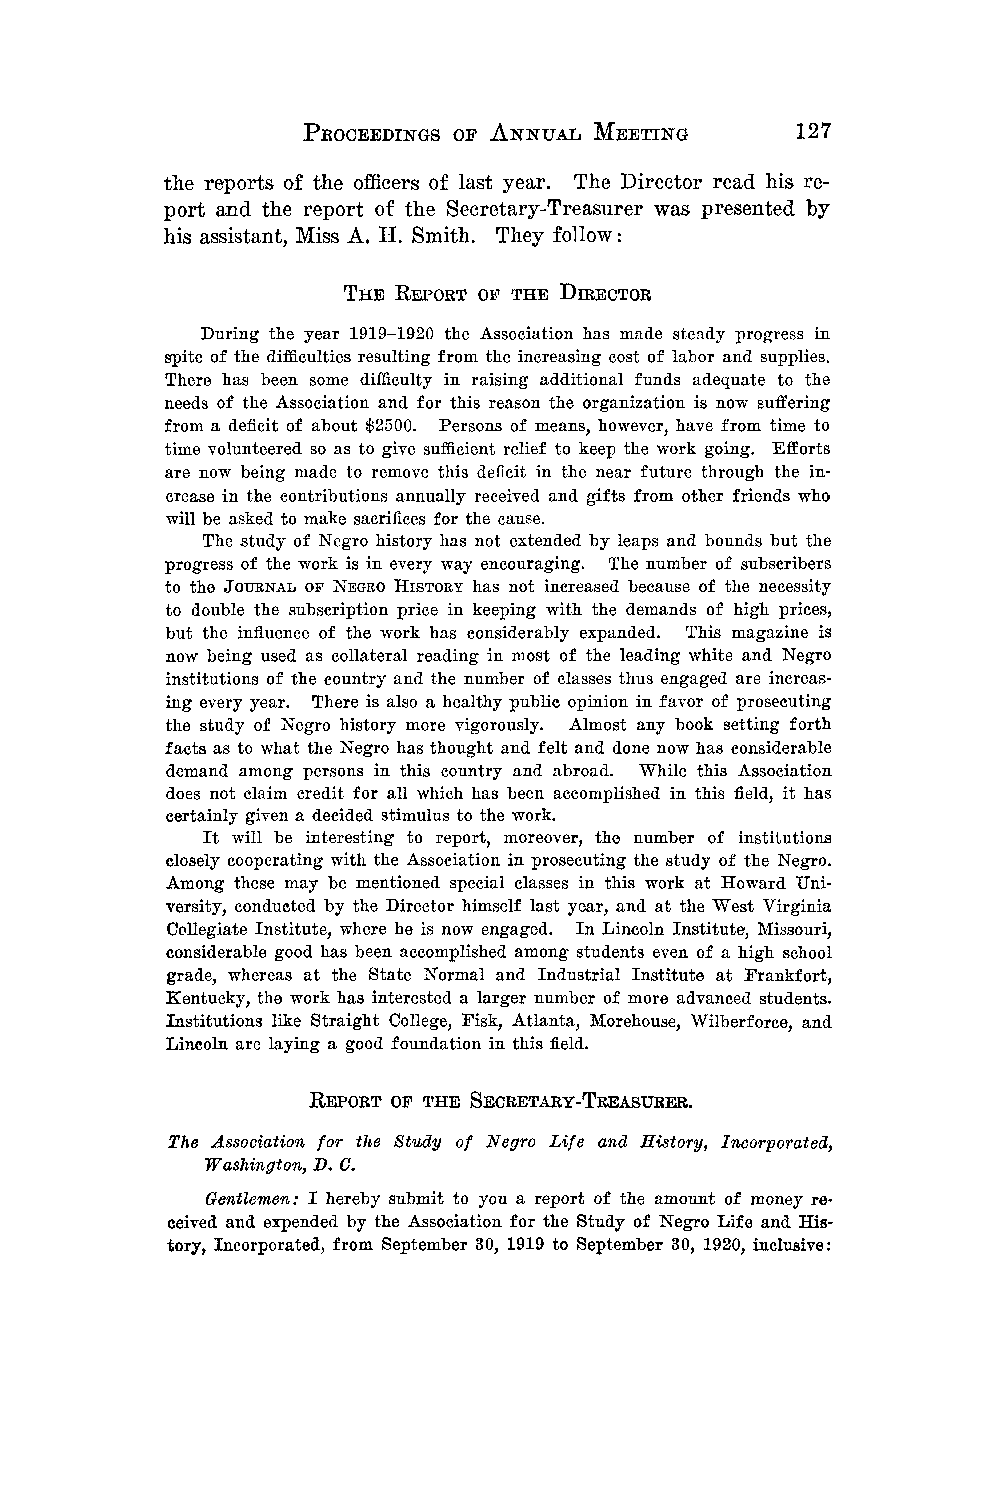 PROCEEDINGS OF ANNUAL MEETING 127
the reports of the officers of last year. The Director read his re-
port and the report of the Secretary-Treasurer was presented by
his assistant, Miss A. H. Smith. They follow:
THE REPORT OF THE DIRECTOR
During the year 1919–1920 the Association has made steady progress in
spite of the difficulties resulting from the increasing cost of labor and supplies.
There has been some difficulty in raising additional funds adequate to the
needs of the Association and for this reason the organization is now suffering
from a deficit of about $2500. Persons of means, however, have from time to
time volunteered so as to give sufficient relief to keep the work going. Efforts
are now being made to remove this deficit in the near future through the in-
crease in the contributions annually received and gifts from other friends who
will be asked to make sacrifices for the cause.
The study of Negro history has not extended by leaps and bounds but the
progress of the work is in every way encouraging. The number of subscribers
to the JOURNAL OF NEGRO HISTORY has not increased because of the necessity
to double the subscription price in keeping with the demands of high prices,
but the influence of the work has considerably expanded. This magazine is
now being used as collateral reading in most of the leading white and Negro
institutions of the country and the number of classes thus engaged are increas-
ing every year. There is also a healthy public opinion in favor of prosecuting
the study of Negro history more vigorously. Almost any book setting forth
facts as to what the Negro has thought and felt and done now has considerable
demand among persons in this country and abroad. While this Association
does not claim credit for all which has been accomplished in this field, it has
certainly given a decided stimulus to the work.
It will be interesting to report, moreover, the number of institutions
closely cooperating with the Association in prosecuting the study of the Negro.
Among these may be mentioned special classes in this work at Howard Uni-
versity, conducted by the Director himself last year, and at the West Virginia
Collegiate Institute, where he is now engaged. In Lincoln Institute, Missouri,
considerable good has been accomplished among students even of a high school
grade, whereas at the State Normal and Industrial Institute at Frankfort,
Kentucky, the work has interested a larger number of more advanced students.
Institutions like Straight College, Fisk, Atlanta, Morehouse, Wilberforce, and
Lincoln are laying a good foundation in this field.
REPORT OF THE SECRETARY-TREASURER.
The Association for the Study of Negro Life and History, Incorporated,
Washington, D. C.
Gentlemen: I hereby submit to you a report of the amount of money re-
ceived and expended by the Association for the Study of Negro Life and His-
tory, Incorporated, from September 30, 1919 to September 30, 1920, inclusive: